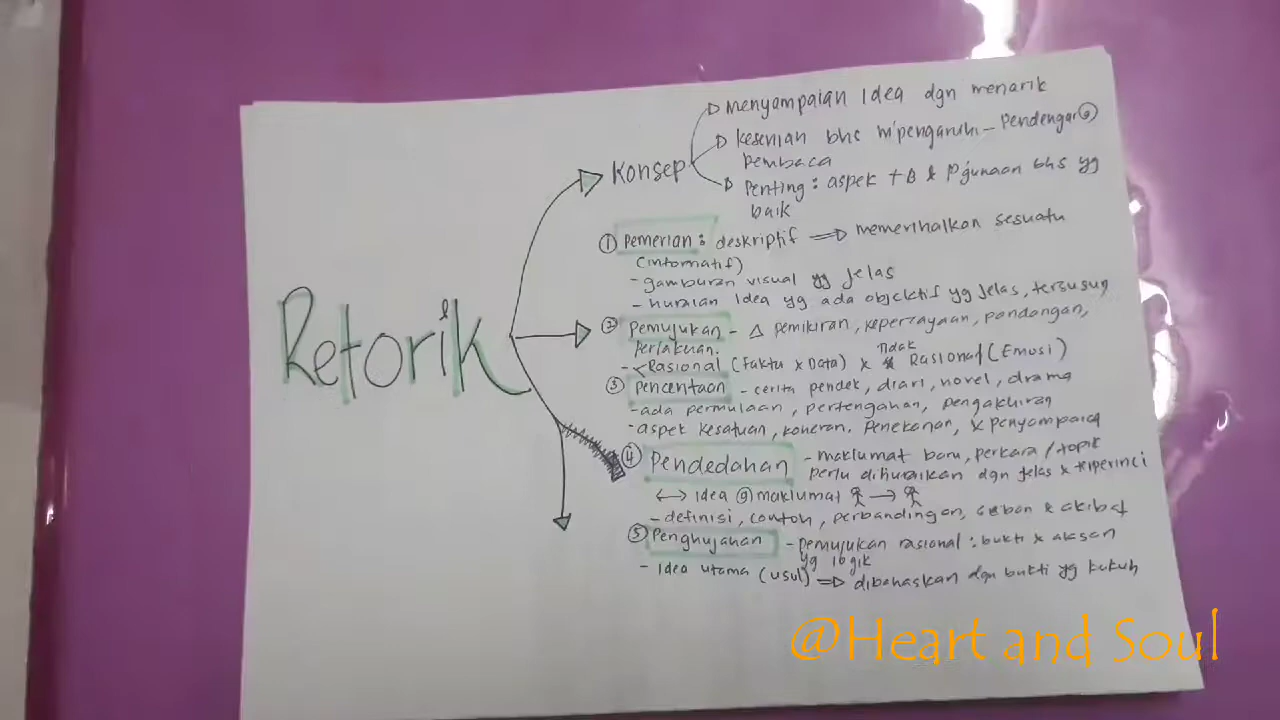 Retorik
Konsep
menyampaian idea dgn menarik
kesenian bhs m'pengaruhi - Pendengar @
pembaca
Penting : aspek TB & p'gunaan bhs yg
baik
① Pemerian : deskriptif ⇒ memerihalkan sesuatu
(informatif)
- gambaran visual yg jelas
- huraian idea yg ada objektif yg jelas, tersusun
② Pemujukan - Δ pemikiran, kepercayaan, pandangan,
perlakuan.
tidak
- Rasional (Fakta x Data) x Rasional (Emosi)
③ Penceritaan - cerita pendek, diari, novel, drama
- ada permulaan, pertengahan, pengakhiran
- aspek kesatuan, koheran, Penekanan, & penyampaian
④ Pendedahan - maklumat baru, perkara / topik
perlu dihuraikan dgn jelas & terperinci
↔ idea @ maklumat →
- definisi, contoh, perbandingan, sebab & akibat
⑤ Penghujahan - pemujukan rasional : bukti & alasan
yg logik
- idea utama (usul) ⇒ dibahaskan dgn bukti yg kukuh
@Heart and Soul